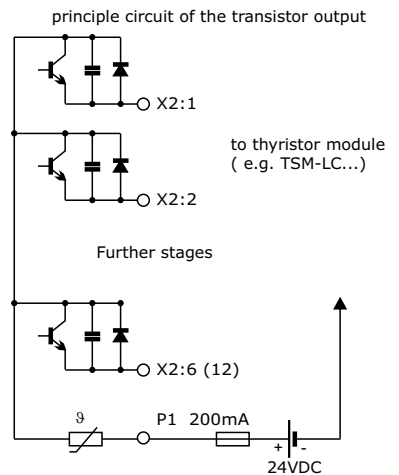 principle circuit of the transistor output
X2:1
to thyristor module
( e.g. TSM-LC...)
X2:2
Further stages
X2:6 (12)
ϑ
P1 200mA
+ -
24VDC